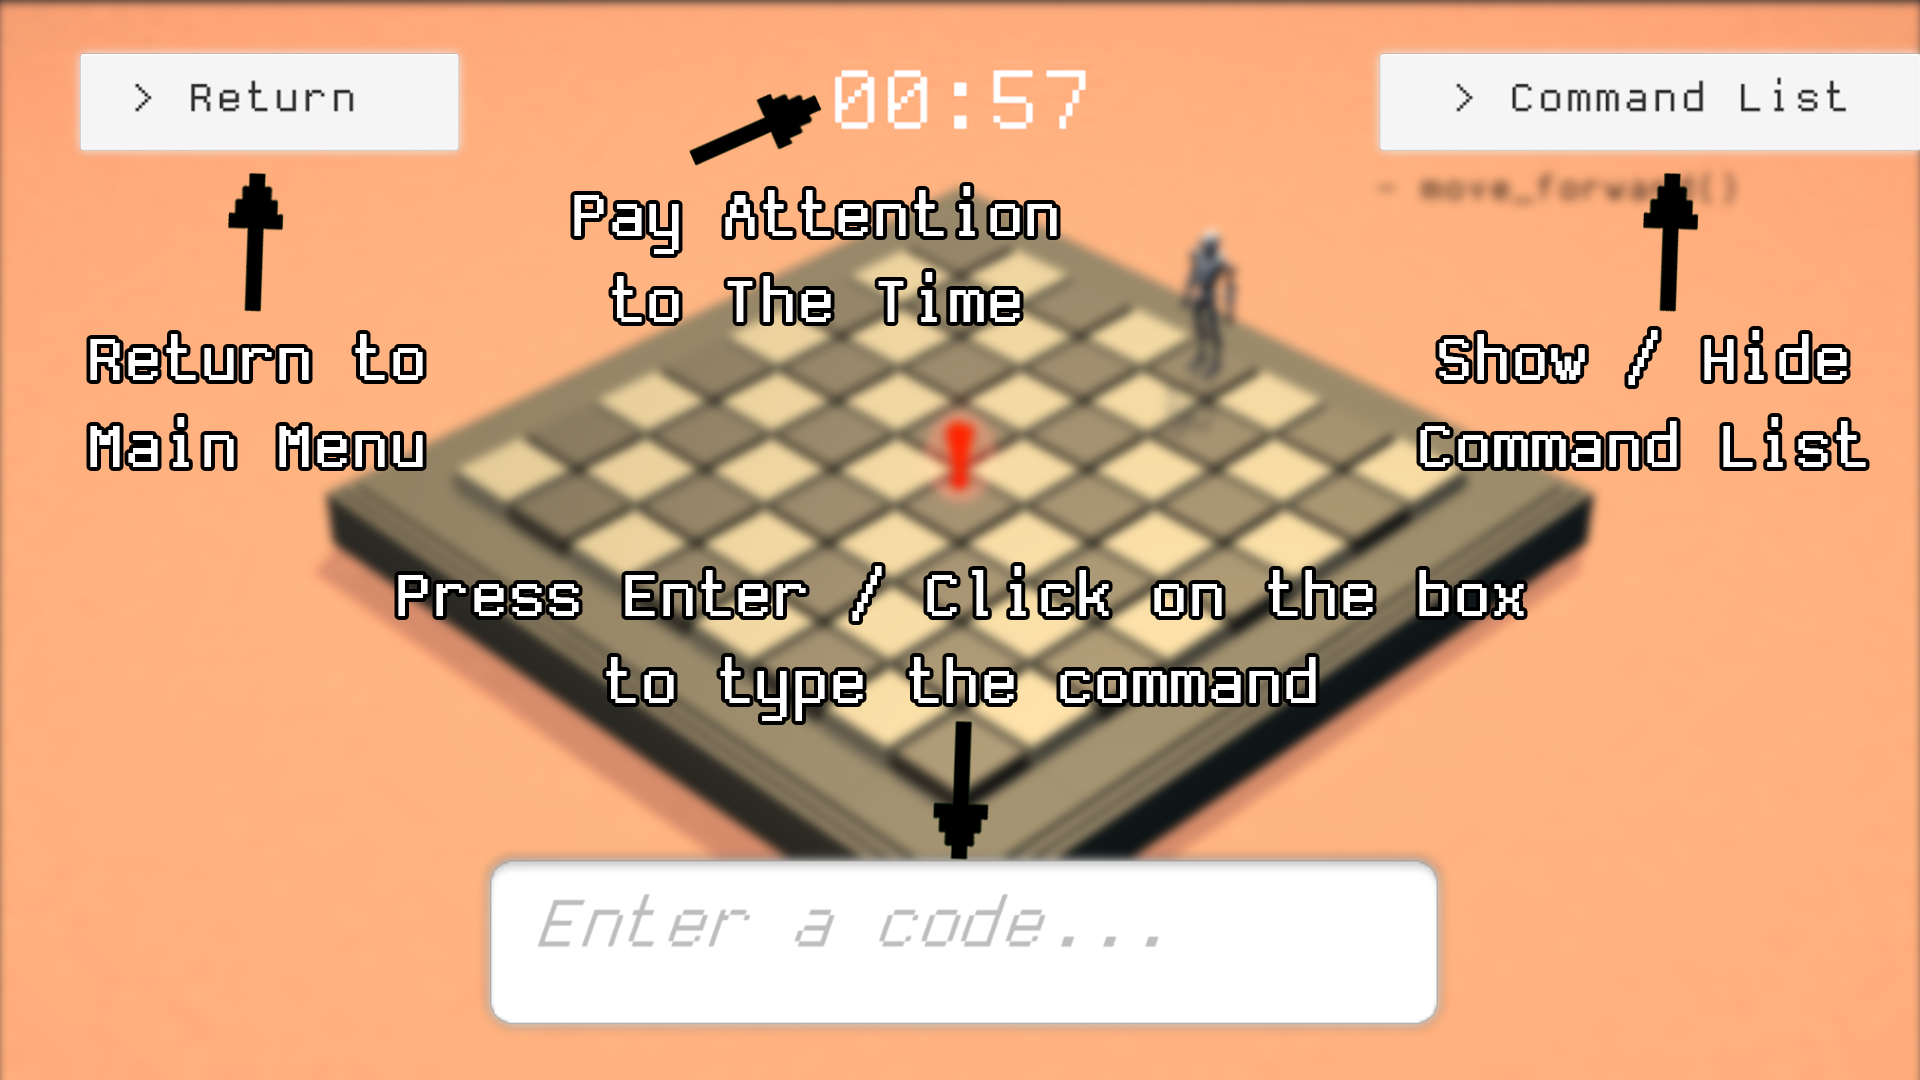 > Return
00:57
> Command List
- move_forward()
Pay Attention
to The Time
Return to
Main Menu
Show / Hide
Command List
Press Enter / Click on the box
to type the command
Enter a code...